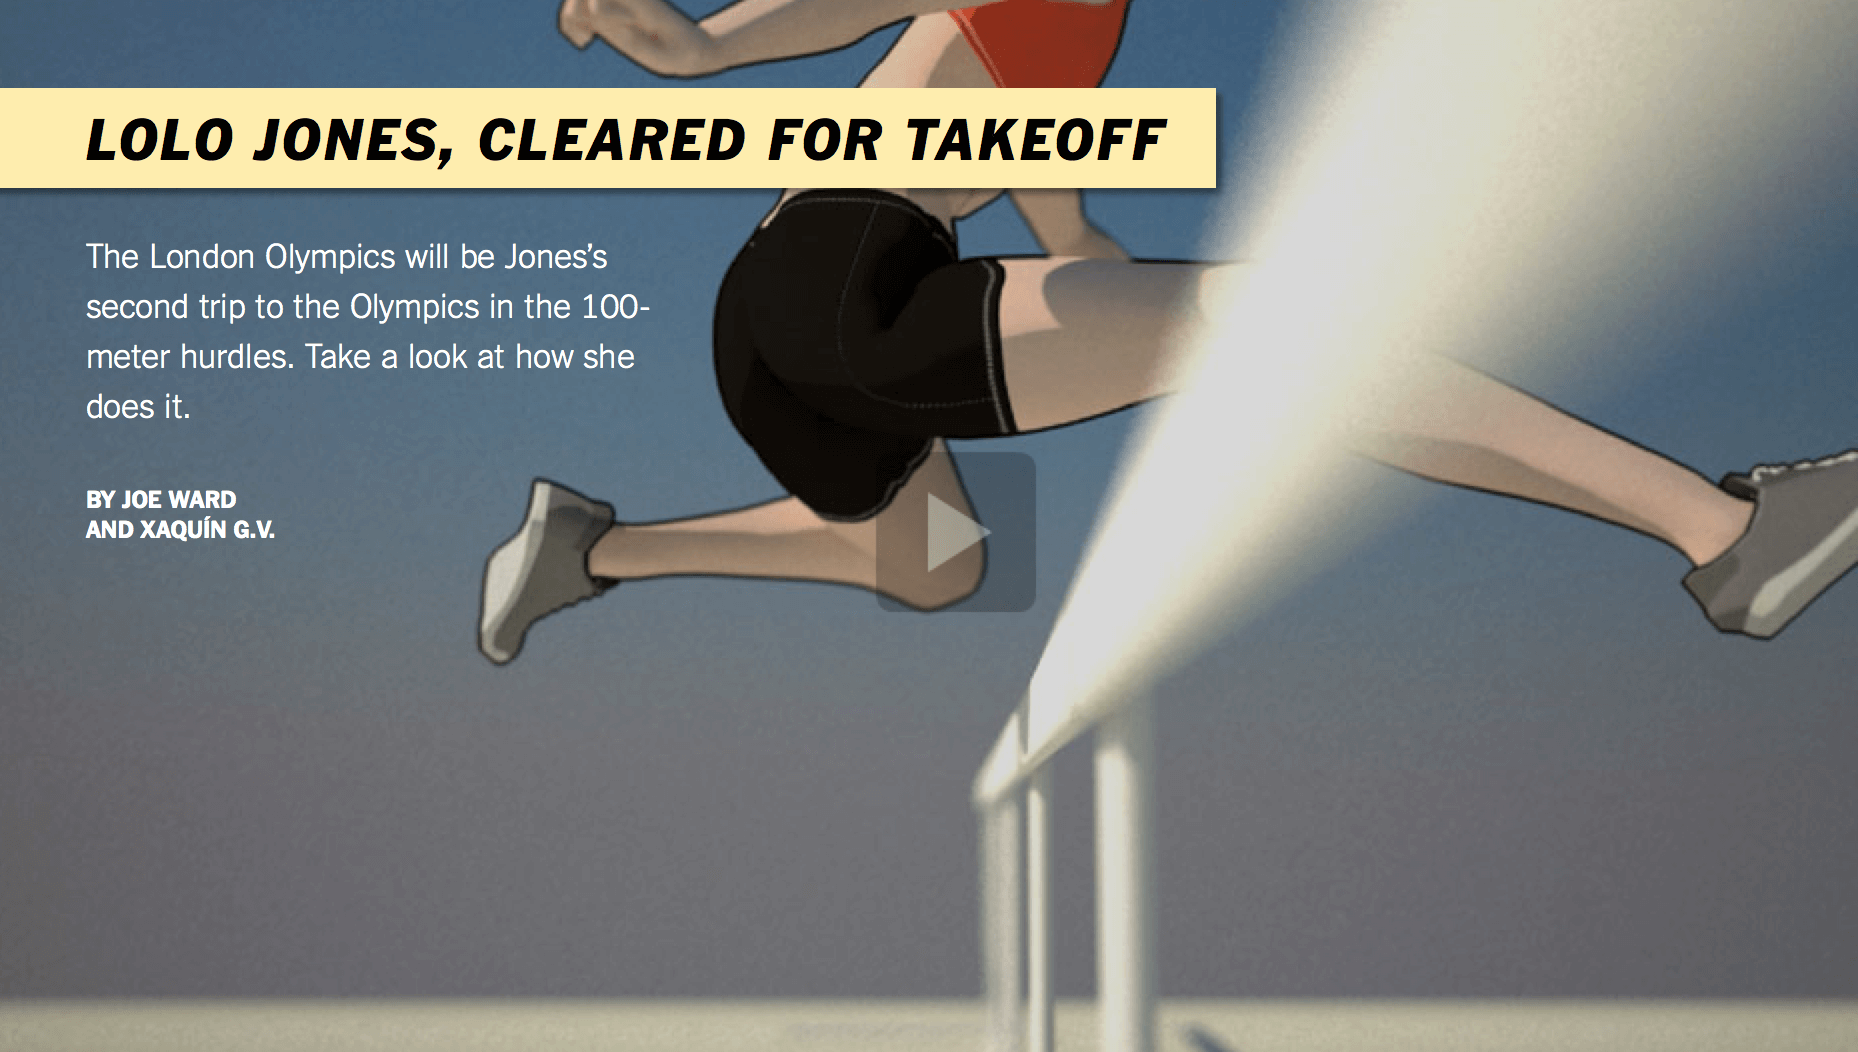 LOLO JONES, CLEARED FOR TAKEOFF
The London Olympics will be Jones’s
second trip to the Olympics in the 100-
meter hurdles. Take a look at how she
does it.
BY JOE WARD
AND XAQUÍN G.V.